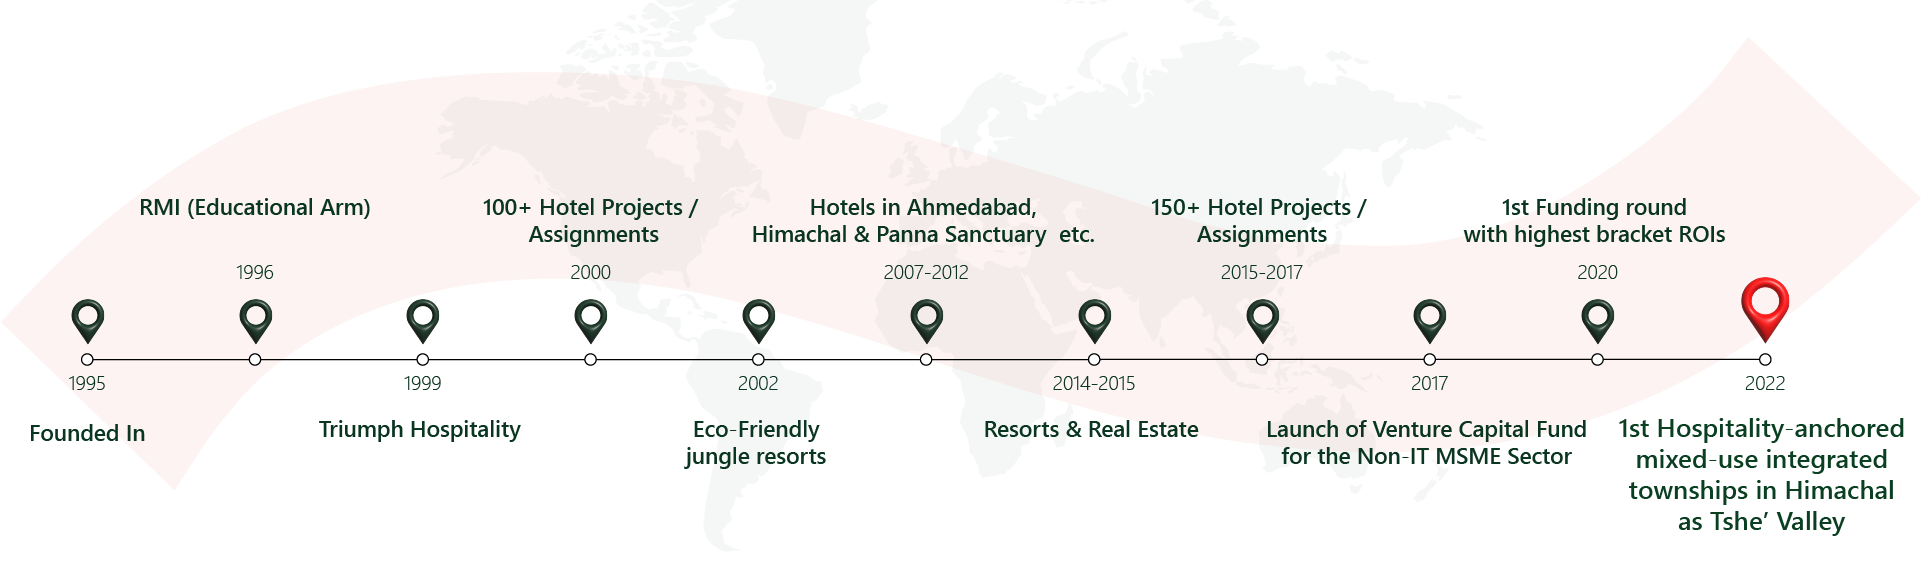 RMI (Educational Arm)
1996
100+ Hotel Projects /
Assignments
2000
Hotels in Ahmedabad,
Himachal & Panna Sanctuary  etc.
2007-2012
150+ Hotel Projects /
Assignments
2015-2017
1st Funding round
with highest bracket ROIs
2020
1995
Founded In
1999
Triumph Hospitality
2002
Eco-Friendly
jungle resorts
2014-2015
Resorts & Real Estate
2017
Launch of Venture Capital Fund
for the Non-IT MSME Sector
2022
1st Hospitality-anchored
mixed-use integrated
townships in Himachal
as Tshe’ Valley